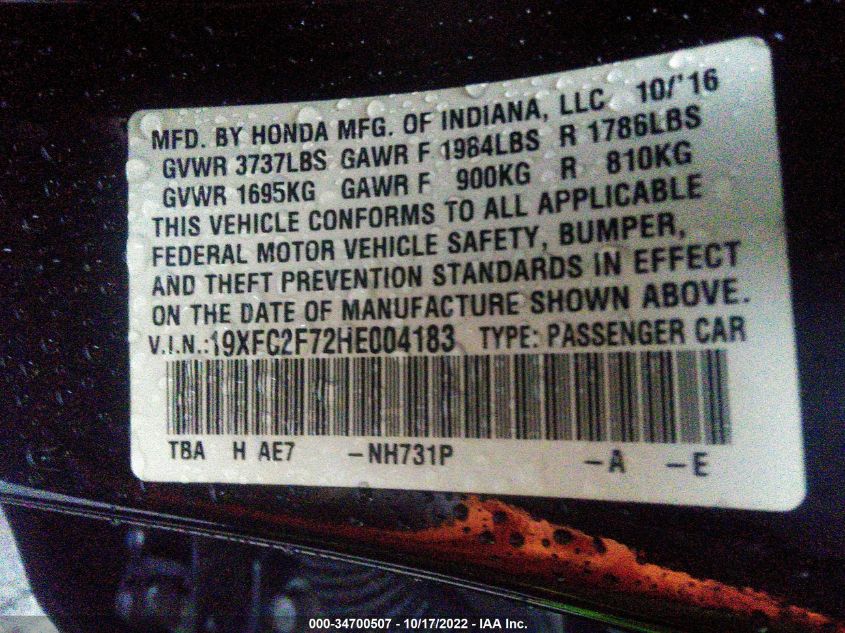 MFD. BY HONDA MFG. OF INDIANA, LLC 10/'16
GVWR 3737LBS GAWR F 1984LBS R 1786LBS
GVWR 1695KG GAWR F 900KG R 810KG
THIS VEHICLE CONFORMS TO ALL APPLICABLE
FEDERAL MOTOR VEHICLE SAFETY, BUMPER,
AND THEFT PREVENTION STANDARDS IN EFFECT
ON THE DATE OF MANUFACTURE SHOWN ABOVE.
V.I.N.:19XFC2F72HE004183 TYPE: PASSENGER CAR
TBA H AE7 -NH731P -A -E
000-34700507 - 10/17/2022 - IAA Inc.